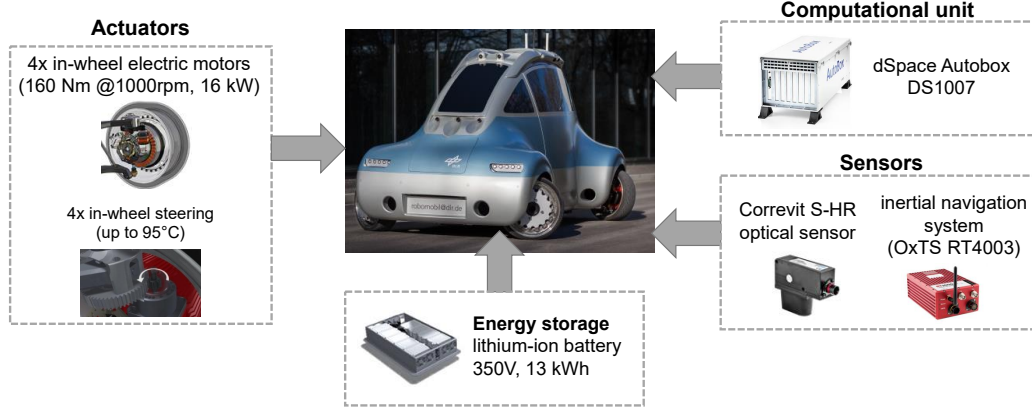 Actuators
4x in-wheel electric motors
(160 Nm @1000rpm, 16 kW)
4x in-wheel steering
(up to 95°C)
robomobil@dlr.de
Energy storage
lithium-ion battery
350V, 13 kWh
Computational unit
AutoBox
AutoBox
dSpace Autobox
DS1007
Sensors
Correvit S-HR
optical sensor
inertial navigation
system
(OxTS RT4003)